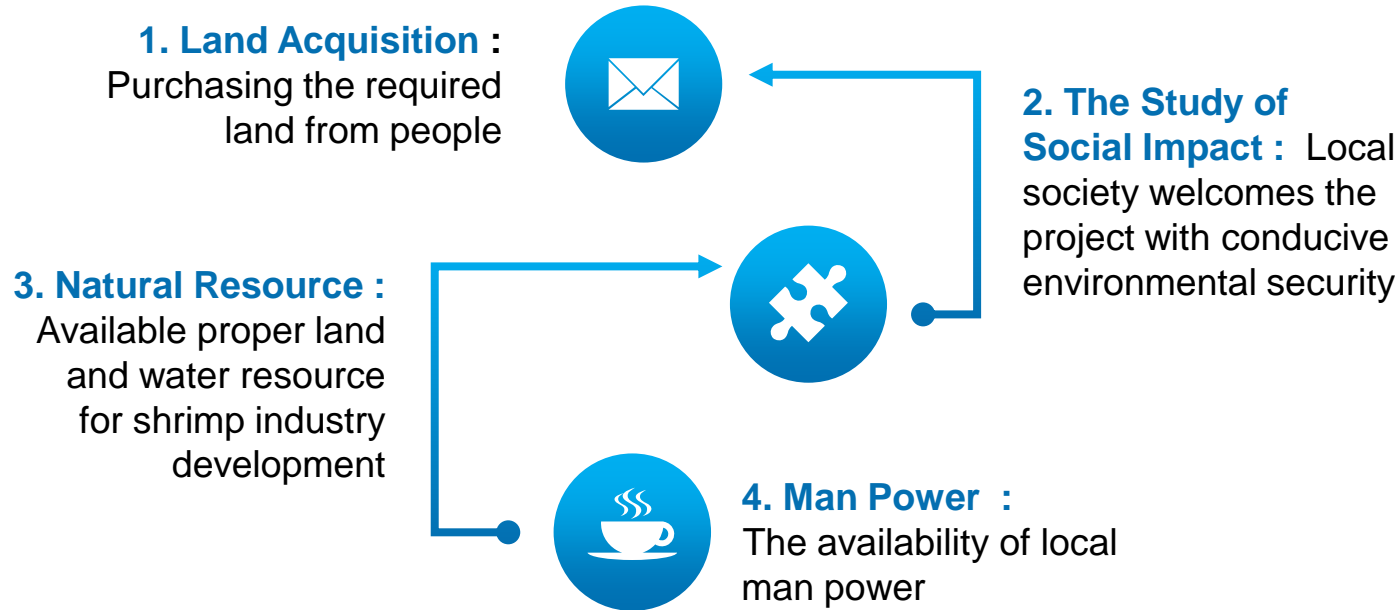 1. Land Acquisition :
Purchasing the required
land from people
2. The Study of
Social Impact : Local
society welcomes the
project with conducive
environmental security
3. Natural Resource :
Available proper land
and water resource
for shrimp industry
development
4. Man Power :
The availability of local
man power